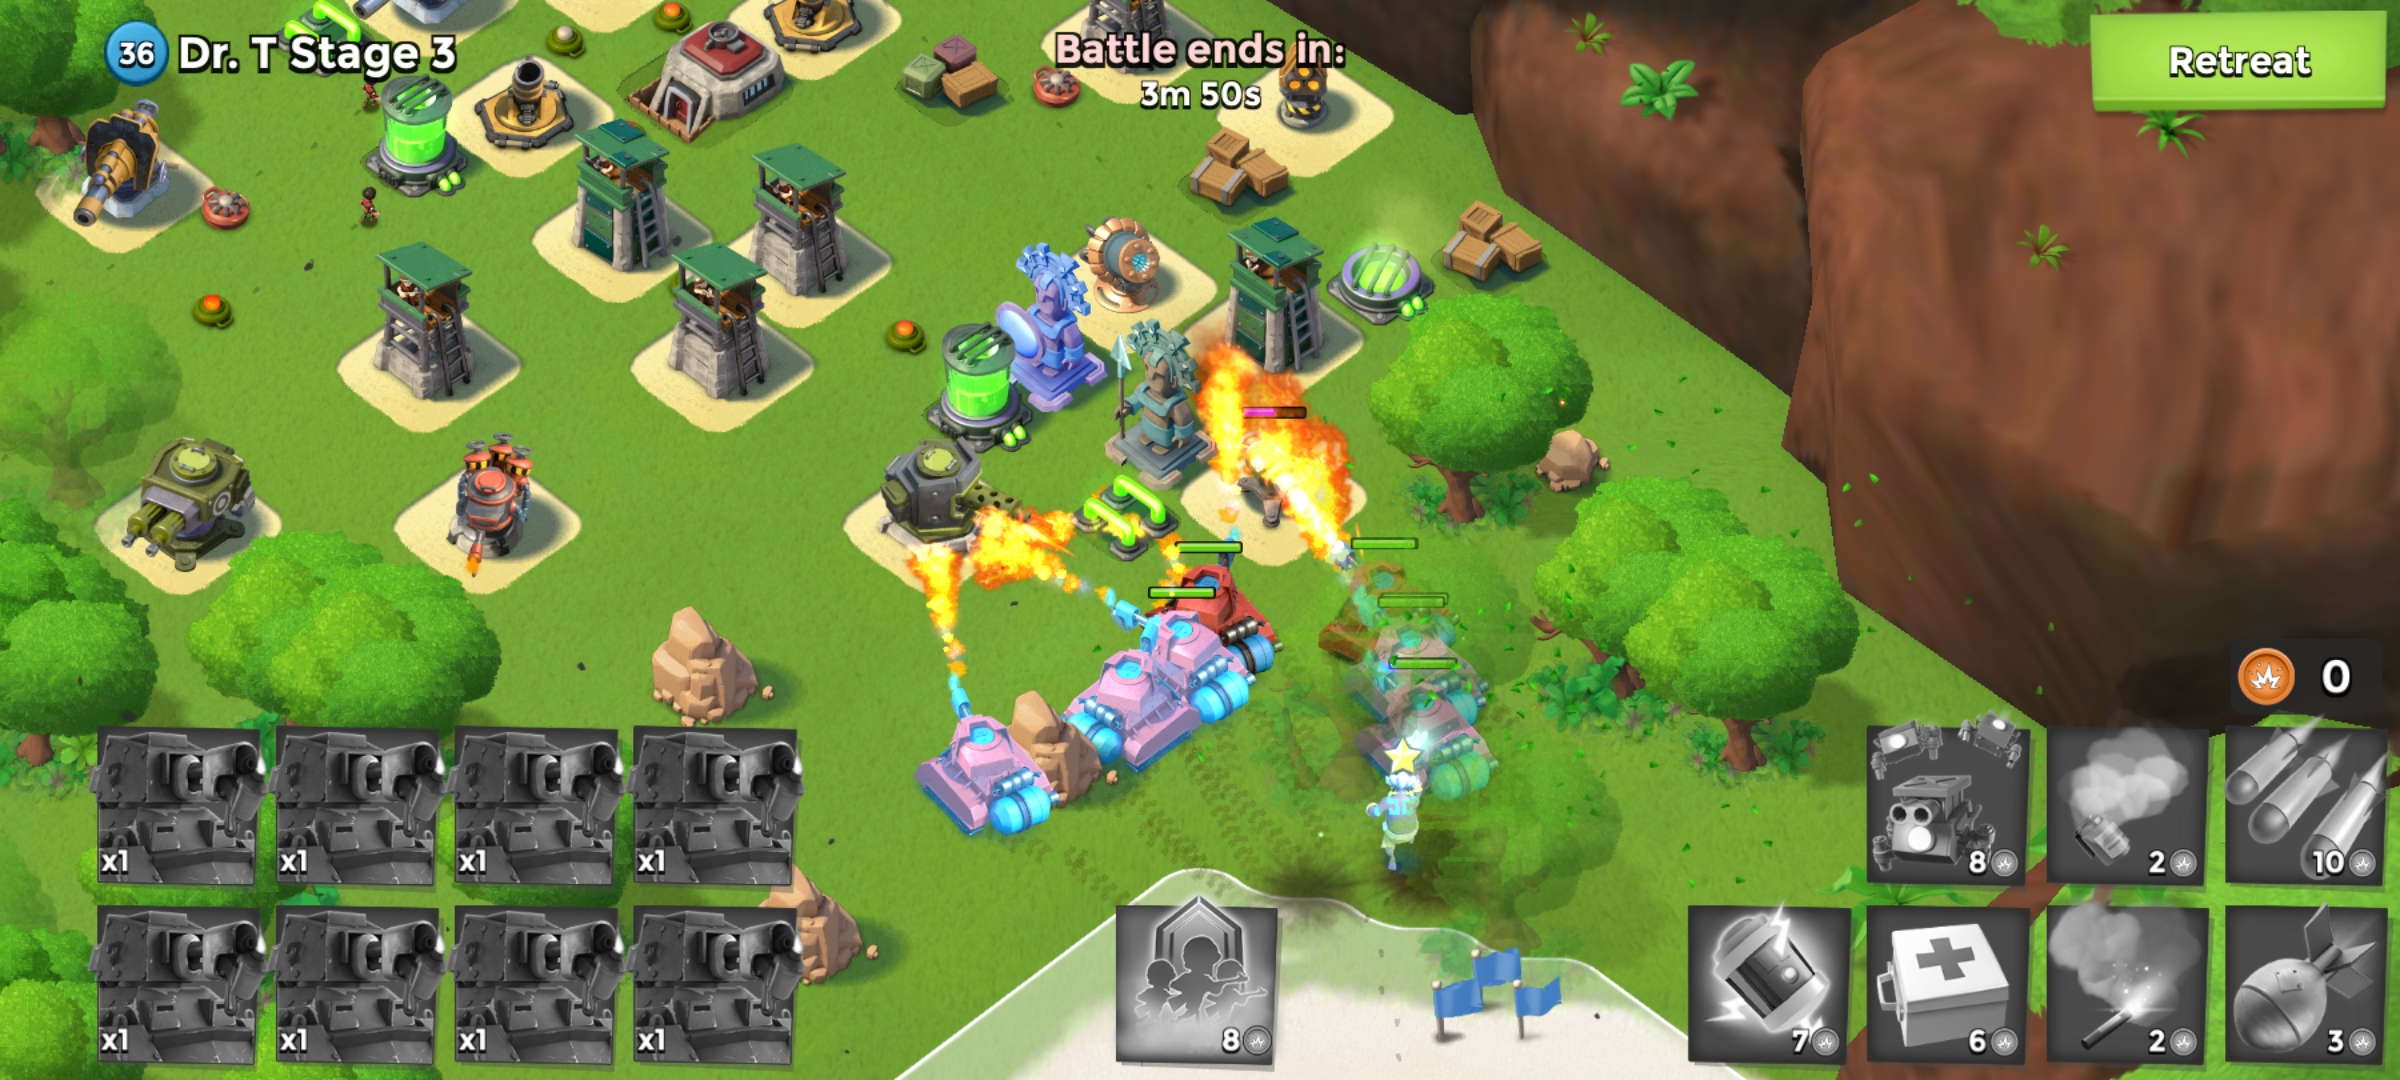 36 Dr. T Stage 3
Battle ends in:
3m 50s
Retreat
0
x1 x1 x1 x1
8 2 10
x1 x1 x1 x1
8 7 6 2 3